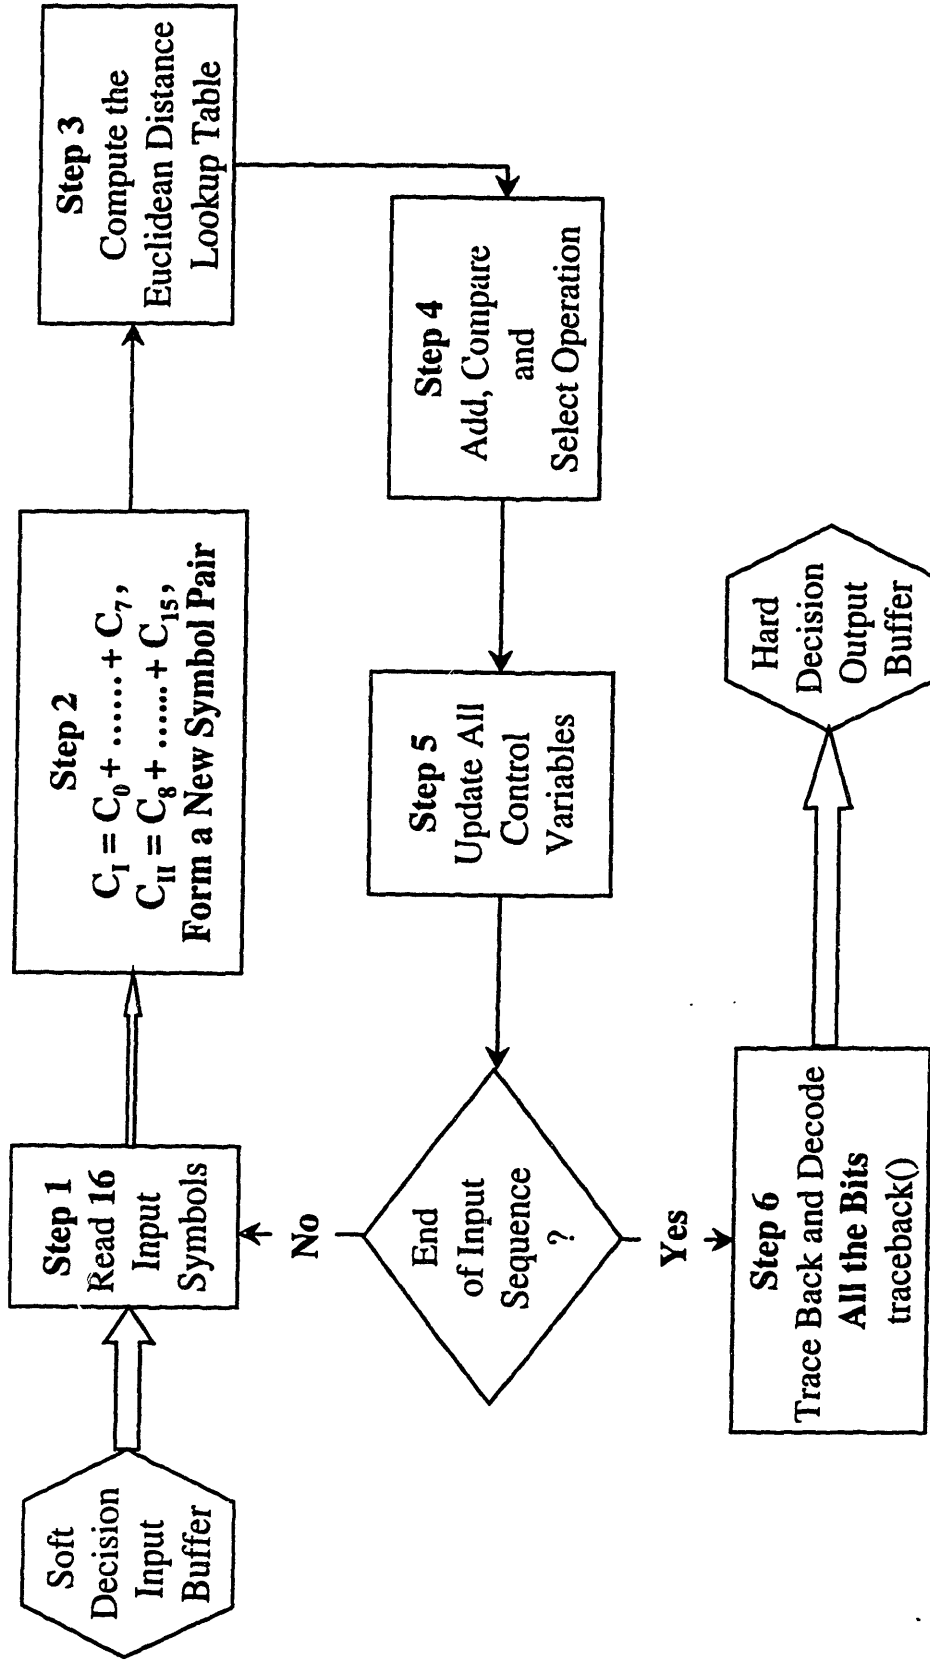 Soft
Decision
Input
Buffer
Step 1
Read 16
Input
Symbols
Step 2
C_I = C_0 + ....... + C_7,
C_II = C_8 + ...... + C_15,
Form a New Symbol Pair
Step 3
Compute the
Euclidean Distance
Lookup Table
Step 4
Add, Compare
and
Select Operation
Step 5
Update All
Control
Variables
End
of Input
Sequence
?
No
Yes
Step 6
Trace Back and Decode
All the Bits
traceback()
Hard
Decision
Output
Buffer